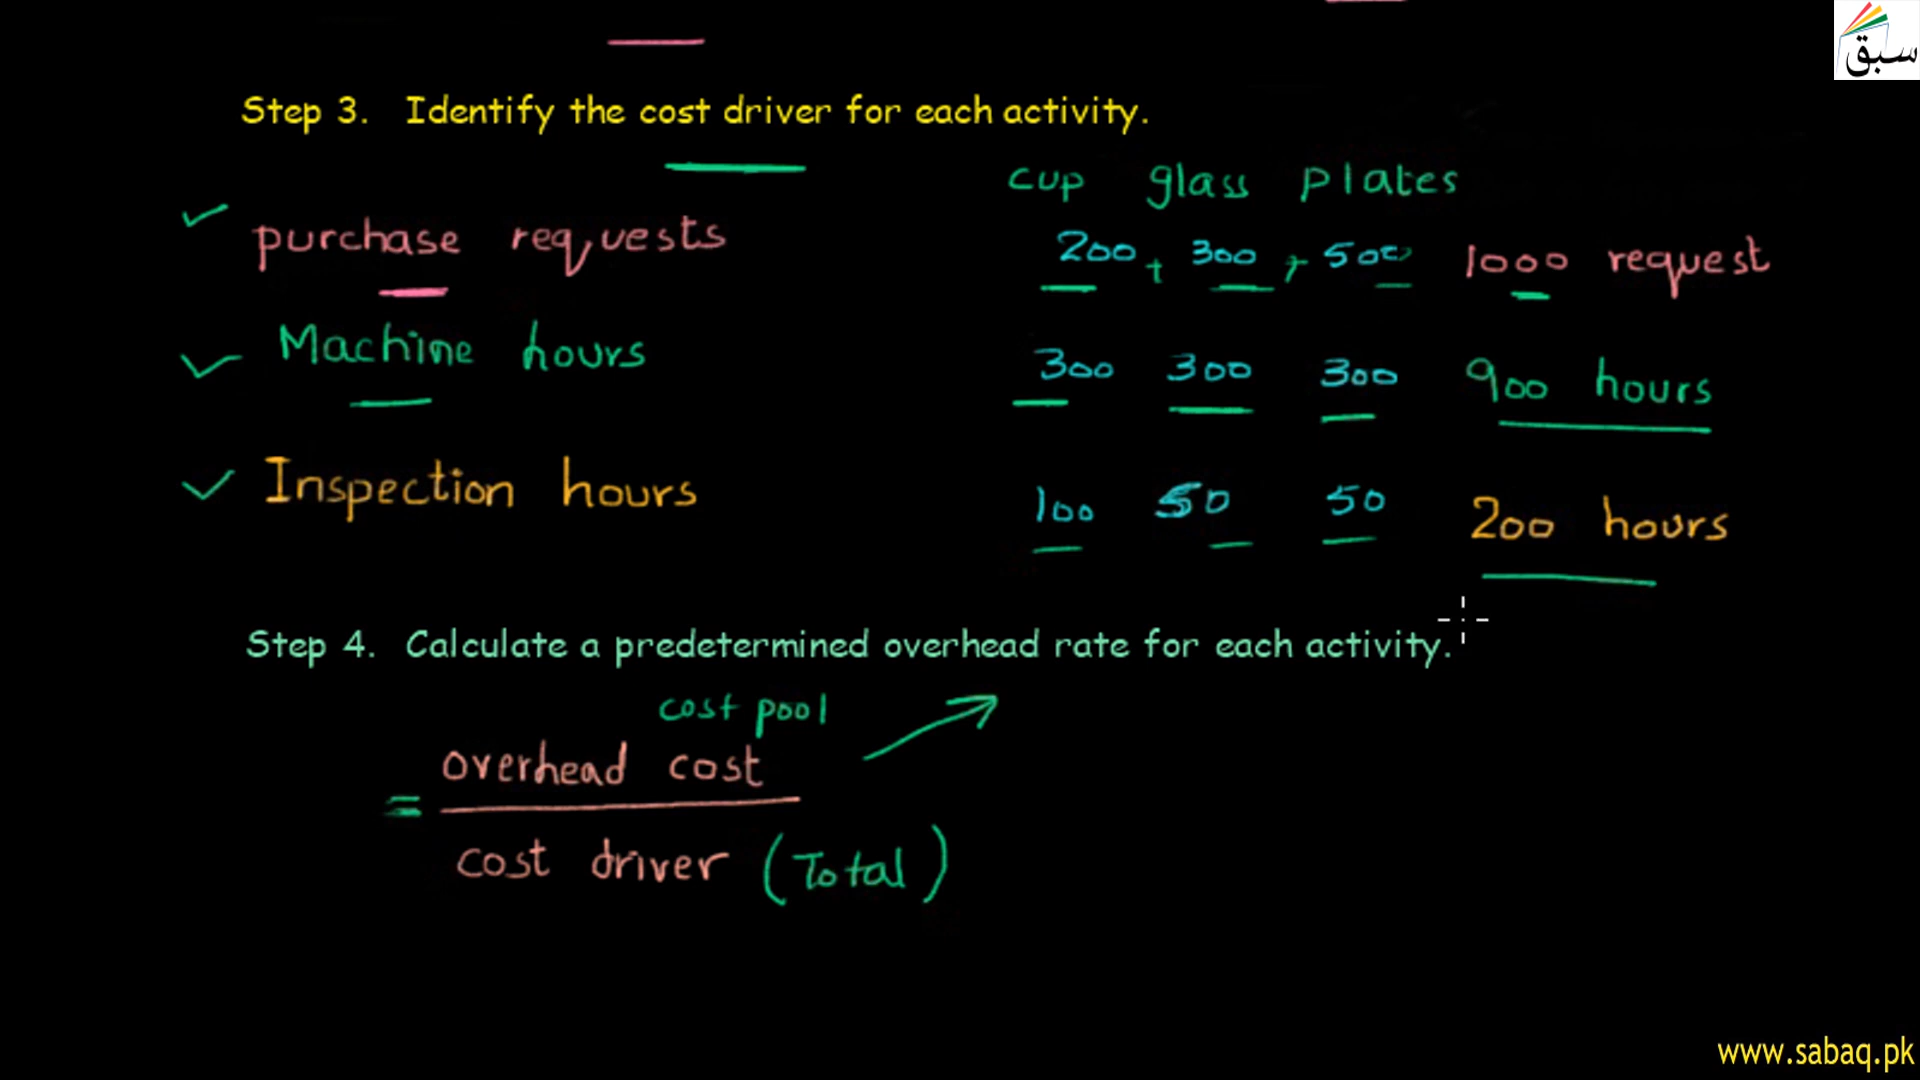 سبق
Step 3. Identify the cost driver for each activity.
cup glass plates
purchase requests 200 + 300 + 500 1000 request
Machine hours 300 300 300 900 hours
Inspection hours 100 50 50 200 hours
Step 4. Calculate a predetermined overhead rate for each activity.
cost pool
= overhead cost
cost driver (Total)
www.sabaq.pk